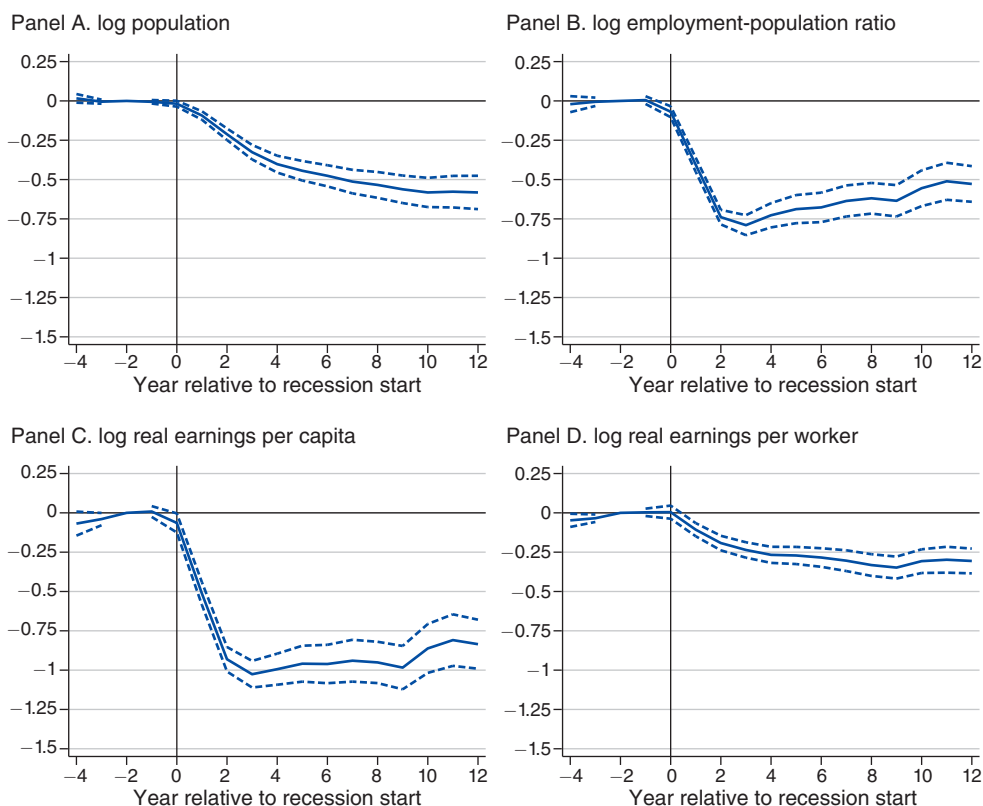 Panel A. log population
0.25
0
−0.25
−0.5
−0.75
−1
−1.25
−1.5
−4 −2 0 2 4 6 8 10 12
Year relative to recession start
Panel B. log employment-population ratio
0.25
0
−0.25
−0.5
−0.75
−1
−1.25
−1.5
−4 −2 0 2 4 6 8 10 12
Year relative to recession start
Panel C. log real earnings per capita
0.25
0
−0.25
−0.5
−0.75
−1
−1.25
−1.5
−4 −2 0 2 4 6 8 10 12
Year relative to recession start
Panel D. log real earnings per worker
0.25
0
−0.25
−0.5
−0.75
−1
−1.25
−1.5
−4 −2 0 2 4 6 8 10 12
Year relative to recession start